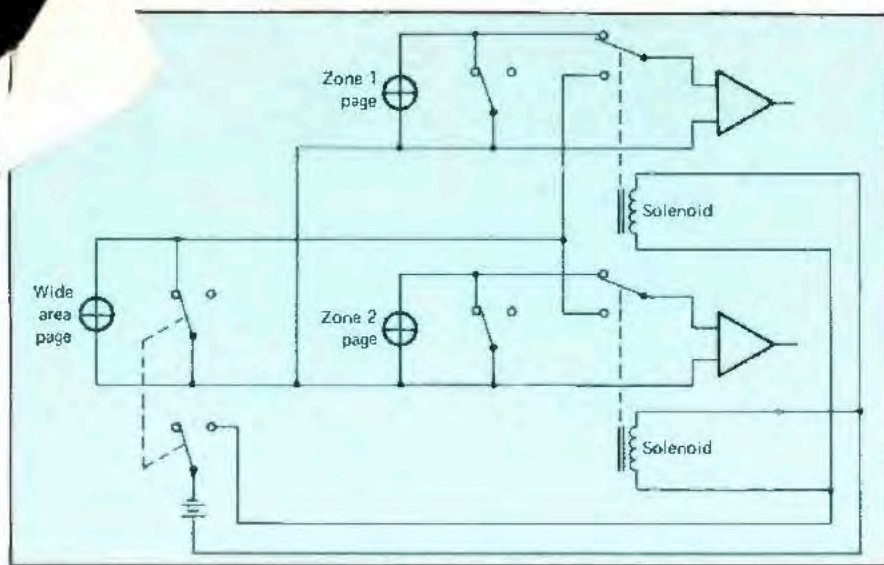 Zone 1
page
Solenoid
Wide
area
page
Zone 2
page
Solenoid